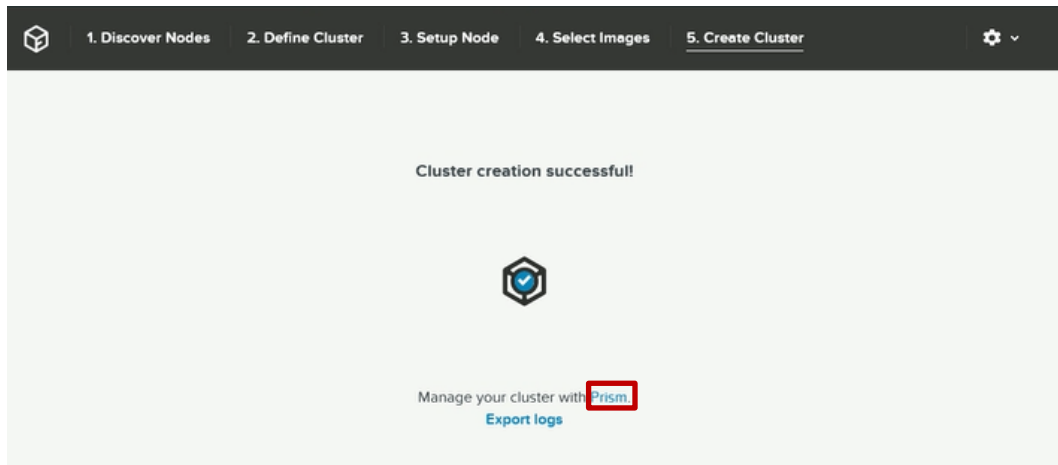 1. Discover Nodes 2. Define Cluster 3. Setup Node 4. Select Images 5. Create Cluster
Cluster creation successful!
Manage your cluster with Prism.
Export logs